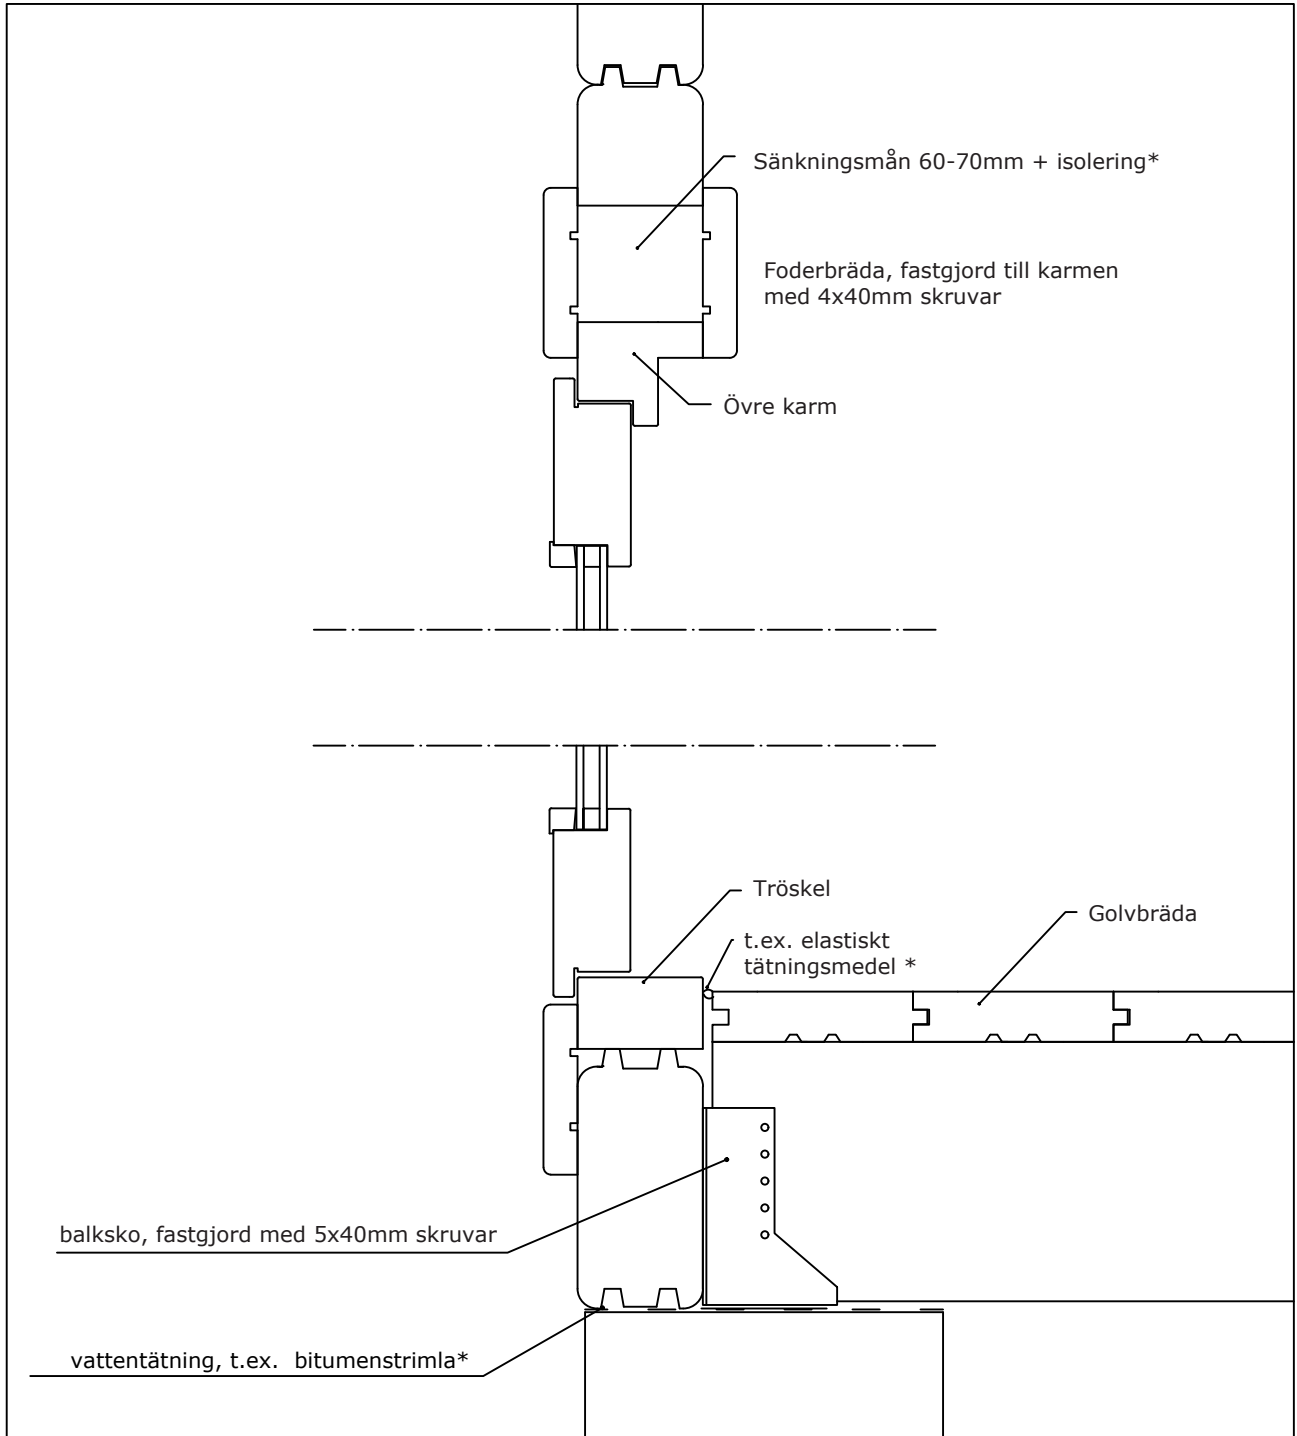 Sänkningsmån 60-70mm + isolering*
Foderbräda, fastgjord till karmen
med 4x40mm skruvar
Övre karm
Tröskel
Golvbräda
t.ex. elastiskt
tätningsmedel *
balksko, fastgjord med 5x40mm skruvar
vattentätning, t.ex.  bitumenstrimla*